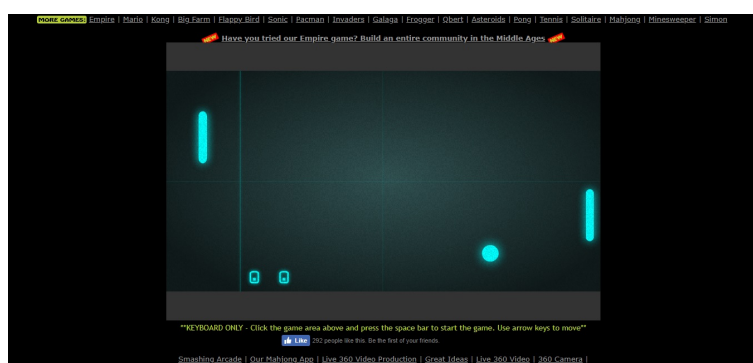 MORE GAMES: Empire | Mario | Kong | Big Farm | Flappy Bird | Sonic | Pacman | Invaders | Galaga | Frogger | Qbert | Asteroids | Pong | Tennis | Solitaire | Mahjong | Minesweeper | Simon
NEW Have you tried our Empire game? Build an entire community in the Middle Ages NEW
**KEYBOARD ONLY - Click the game area above and press the space bar to start the game. Use arrow keys to move**
Like 292 people like this. Be the first of your friends.
Smashing Arcade | Our Mahjong App | Live 360 Video Production | Great Ideas | Live 360 Video | 360 Camera |